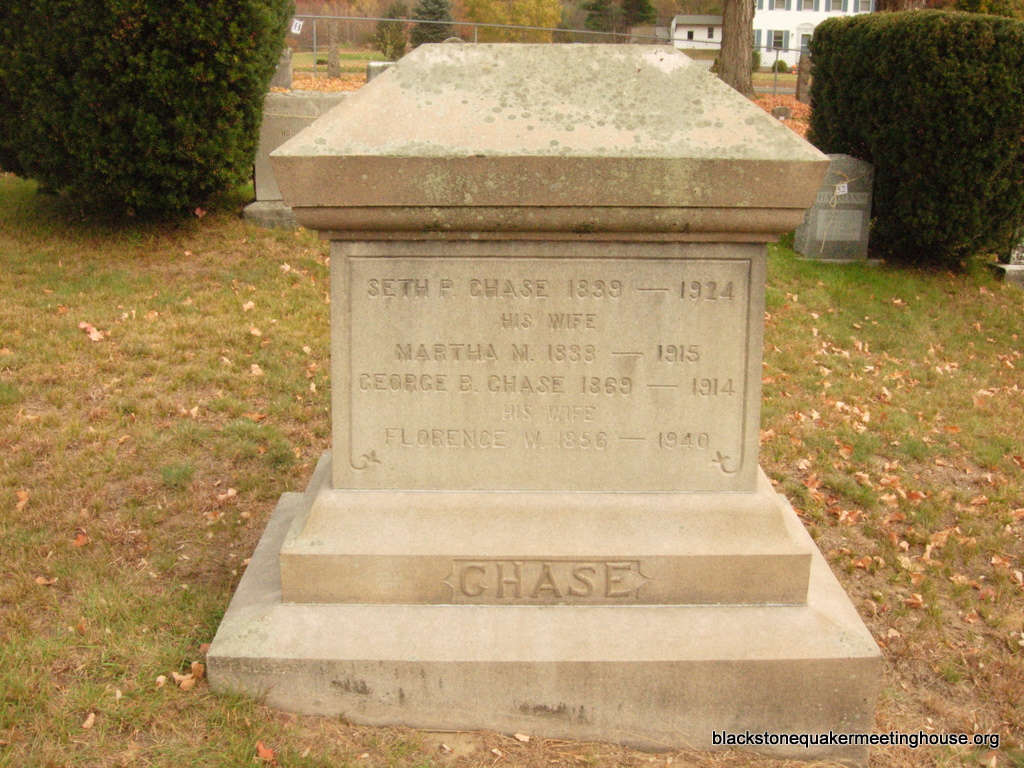 SETH P. CHASE 1839 — 1924
HIS WIFE
MARTHA M. 1838 — 1915
GEORGE B. CHASE 1869 — 1914
HIS WIFE
FLORENCE W. 1856 — 1940
CHASE
blackstonequakermeetinghouse.org